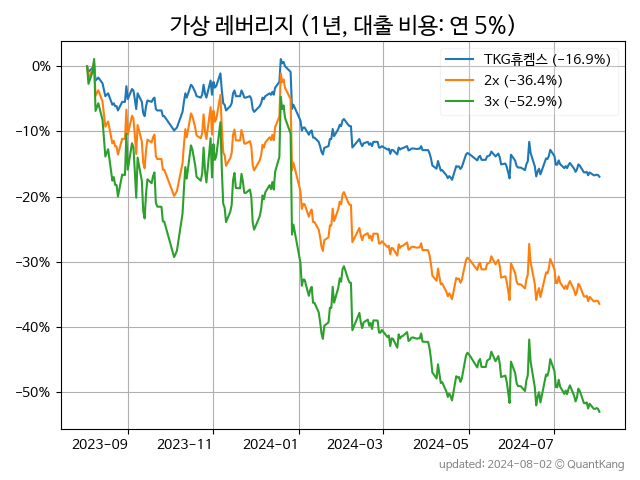 가상 레버리지 (1년, 대출 비용: 연 5%)
TKG휴켐스 (−16.9%)
2x (−36.4%)
3x (−52.9%)
0%
−10%
−20%
−30%
−40%
−50%
2023-09 2023-11 2024-01 2024-03 2024-05 2024-07
updated: 2024-08-02 © QuantKang